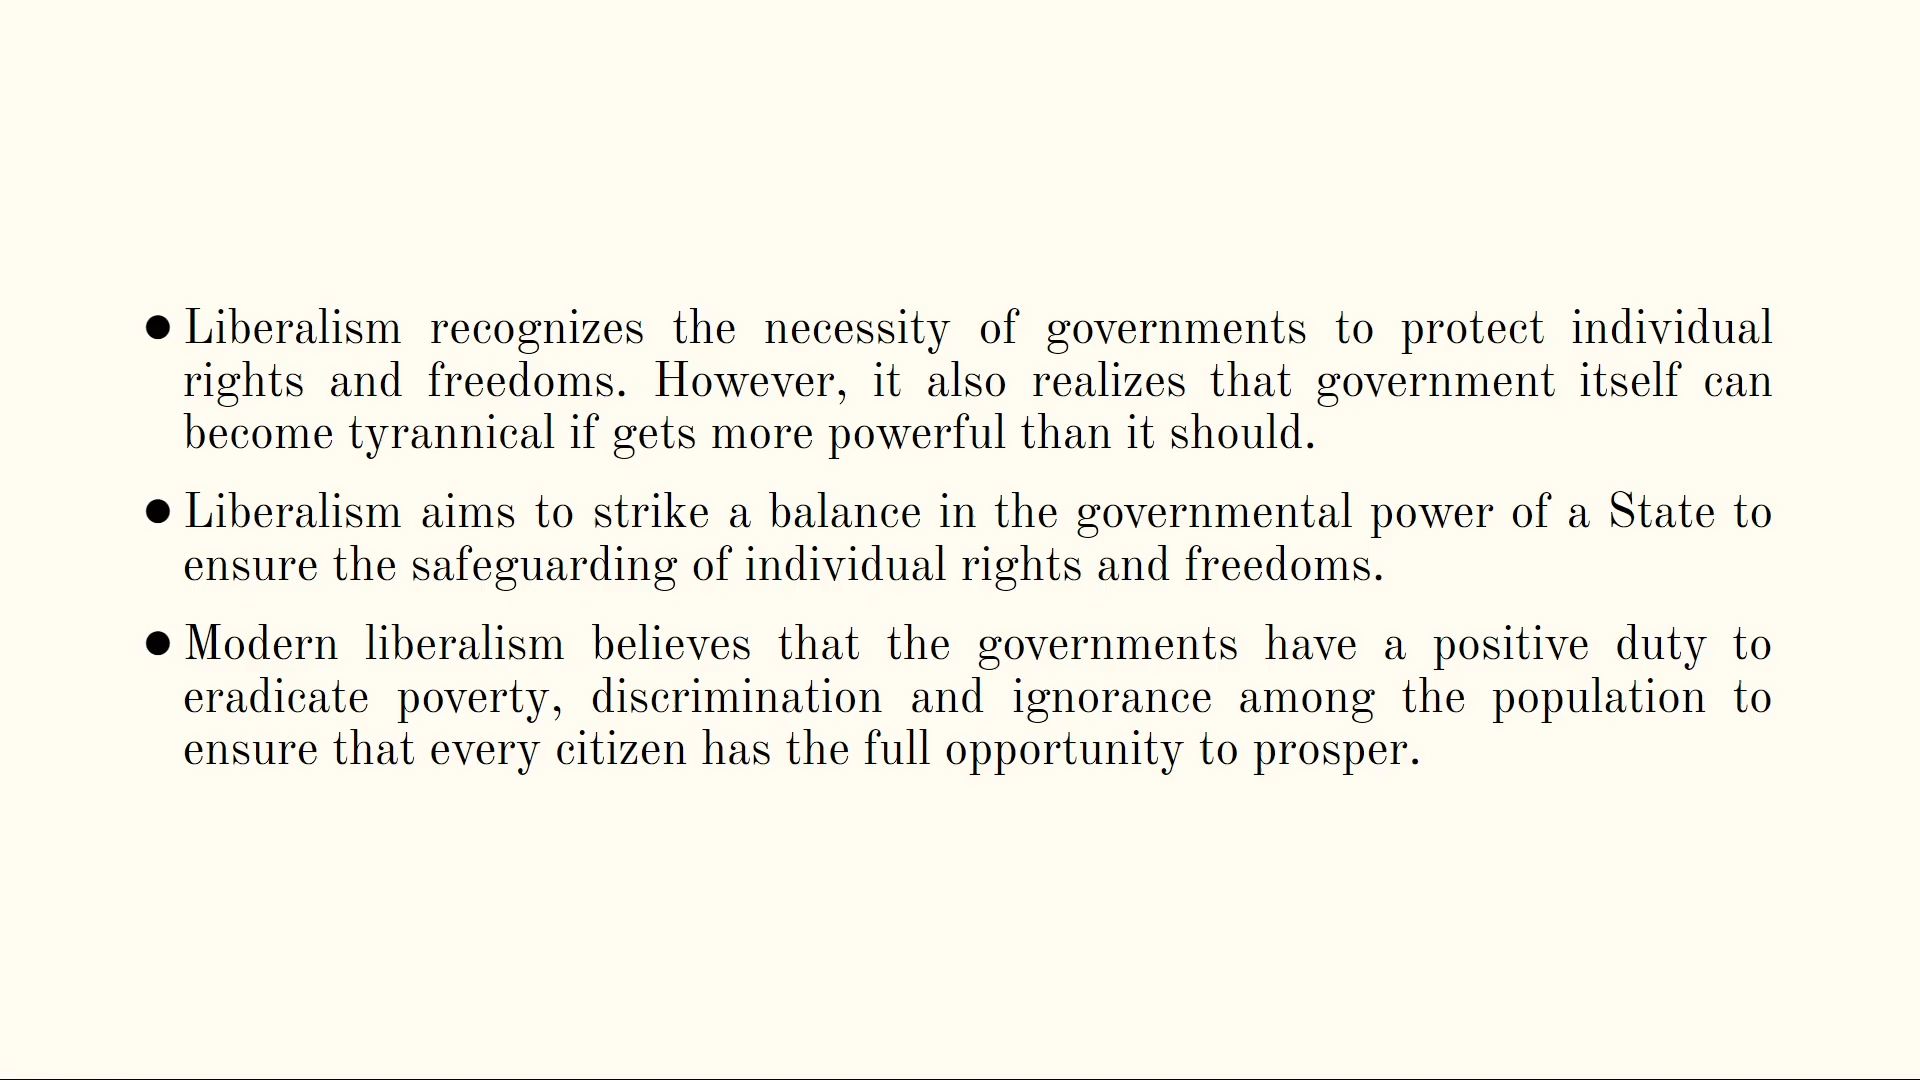 ● Liberalism recognizes the necessity of governments to protect individual
rights and freedoms. However, it also realizes that government itself can
become tyrannical if gets more powerful than it should.
● Liberalism aims to strike a balance in the governmental power of a State to
ensure the safeguarding of individual rights and freedoms.
● Modern liberalism believes that the governments have a positive duty to
eradicate poverty, discrimination and ignorance among the population to
ensure that every citizen has the full opportunity to prosper.